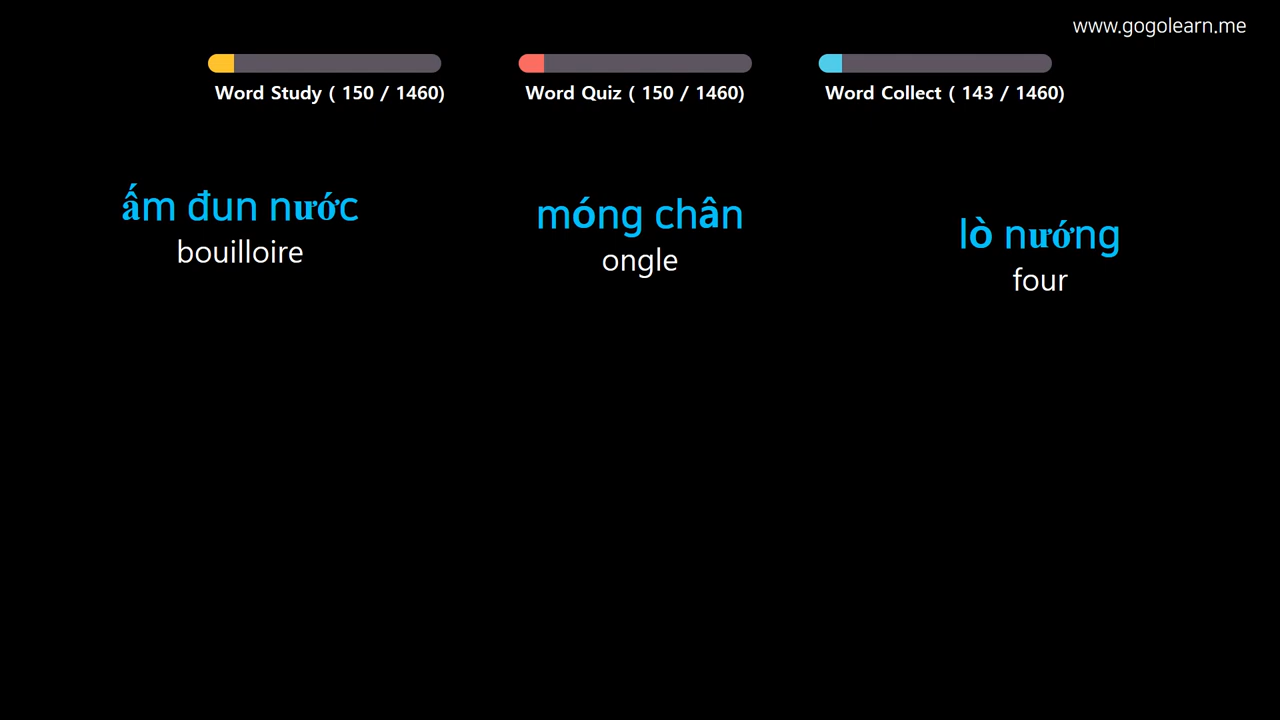 www.gogolearn.me
Word Study ( 150 / 1460)
Word Quiz ( 150 / 1460)
Word Collect ( 143 / 1460)
ấm đun nước
bouilloire
móng chân
ongle
lò nướng
four